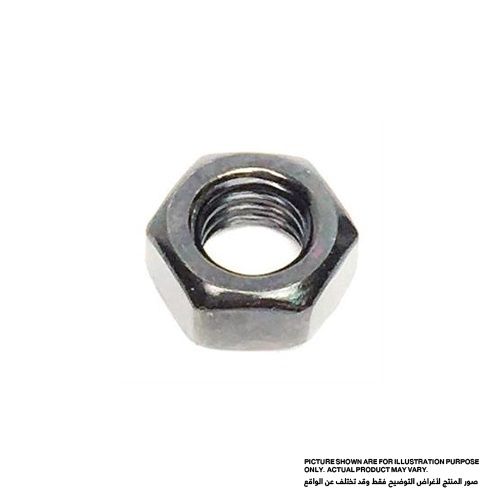 PICTURE SHOWN ARE FOR ILLUSTRATION PURPOSE
ONLY. ACTUAL PRODUCT MAY VARY.
صور المنتج لأغراض التوضيح فقط وقد تختلف عن الواقع